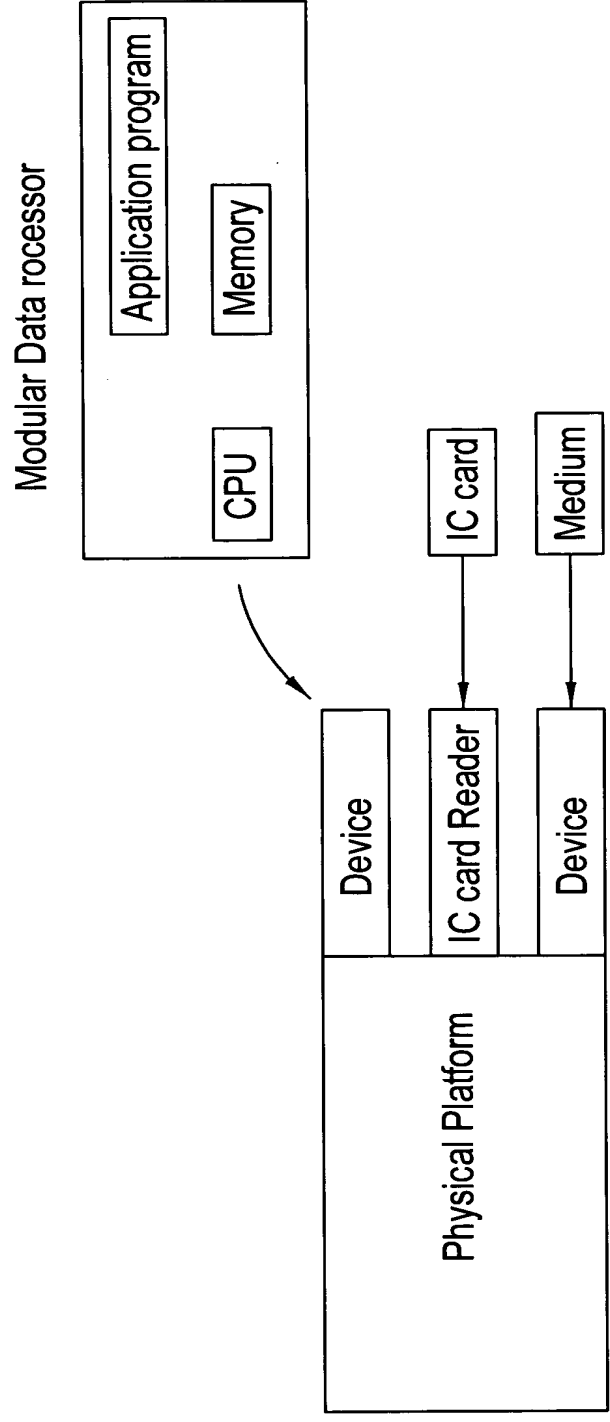 Modular Data rocessor
Application program
CPU
Memory
Device
IC card Reader
IC card
Device
Medium
Physical Platform